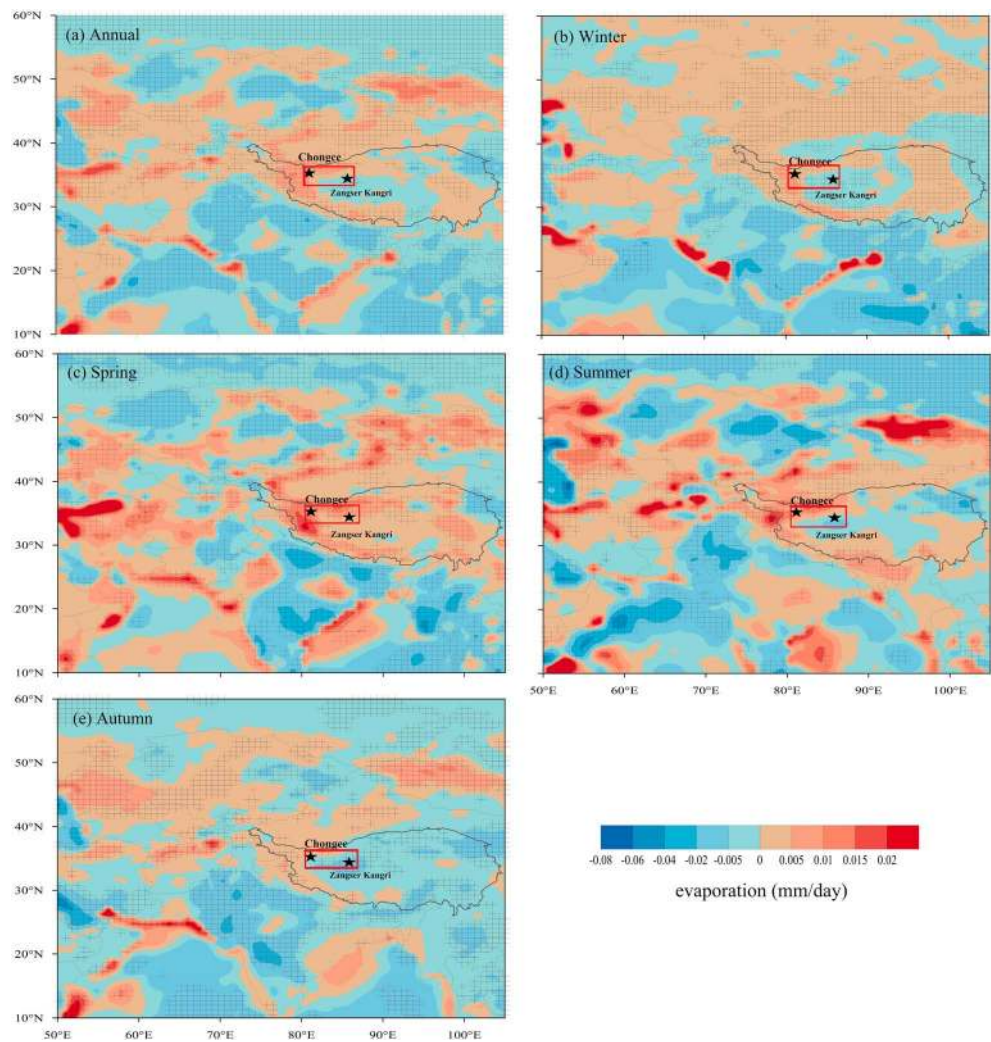 60°N
(a) Annual
(b) Winter
50°N
40°N
Chongce
Chongce
Zangser Kangri
Zangser Kangri
30°N
20°N
10°N
60°N
(c) Spring
(d) Summer
50°N
40°N
Chongce
Chongce
Zangser Kangri
Zangser Kangri
30°N
20°N
10°N
50°E 60°E 70°E 80°E 90°E 100°E
60°N
(e) Autumn
50°N
40°N
Chongce
Zangser Kangri
30°N
20°N
10°N
50°E 60°E 70°E 80°E 90°E 100°E
-0.08 -0.06 -0.04 -0.02 -0.005 0 0.005 0.01 0.015 0.02
evaporation (mm/day)